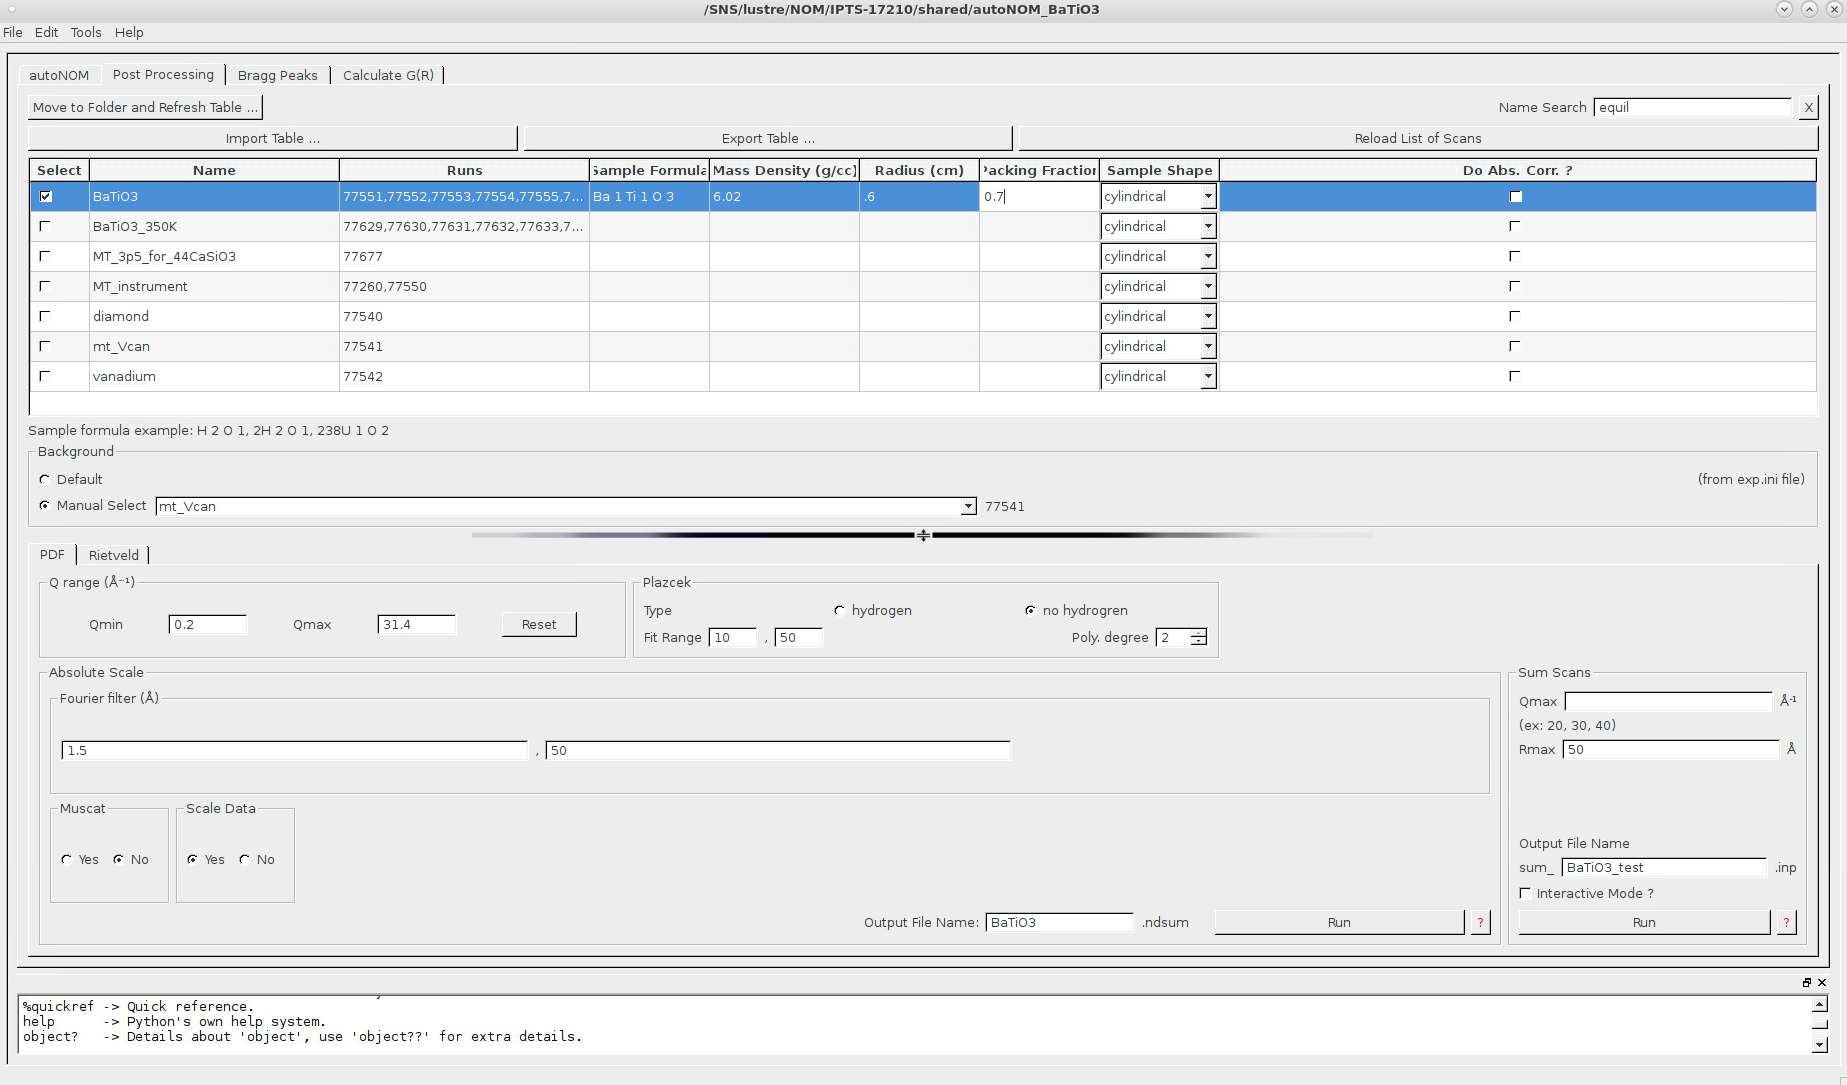 /SNS/lustre/NOM/IPTS-17210/shared/autoNOM_BaTiO3
File Edit Tools Help
autoNOM Post Processing Bragg Peaks Calculate G(R)
Move to Folder and Refresh Table ... Name Search equil X
Import Table ... Export Table ... Reload List of Scans
Select Name Runs Sample Formula Mass Density (g/cc) Radius (cm) Packing Fraction Sample Shape Do Abs. Corr. ?
BaTiO3 77551,77552,77553,77554,77555,7... Ba 1 Ti 1 O 3 6.02 .6 0.7 cylindrical
BaTiO3_350K 77629,77630,77631,77632,77633,7... cylindrical
MT_3p5_for_44CaSiO3 77677 cylindrical
MT_instrument 77260,77550 cylindrical
diamond 77540 cylindrical
mt_Vcan 77541 cylindrical
vanadium 77542 cylindrical
Sample formula example: H 2 O 1, 2H 2 O 1, 238U 1 O 2
Background
Default (from exp.ini file)
Manual Select mt_Vcan 77541
PDF Rietveld
Q range (Å⁻¹) Plazcek
Type hydrogen no hydrogren
Qmin 0.2 Qmax 31.4 Reset
Fit Range 10 , 50 Poly. degree 2
Absolute Scale Sum Scans
Fourier filter (Å)
Qmax Å⁻¹
(ex: 20, 30, 40)
1.5 , 50 Rmax 50 Å
Muscat Scale Data
Yes No Yes No
Output File Name
sum_ BaTiO3_test .inp
Interactive Mode ?
Output File Name: BaTiO3 .ndsum Run ? Run ?
%quickref -> Quick reference.
help -> Python's own help system.
object? -> Details about 'object', use 'object??' for extra details.